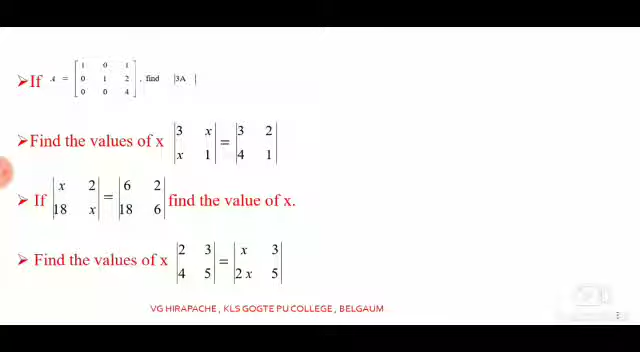 ➤If A = [1 0 1; 0 1 2; 0 0 4], find |3A|
➤Find the values of x |3 x; x 1| = |3 2; 4 1|
➤ If |x 2; 18 x| = |6 2; 18 6| find the value of x.
➤ Find the values of x |2 3; 4 5| = |x 3; 2x 5|
VG HIRAPACHE , KLS GOGTE PU COLLEGE , BELGAUM